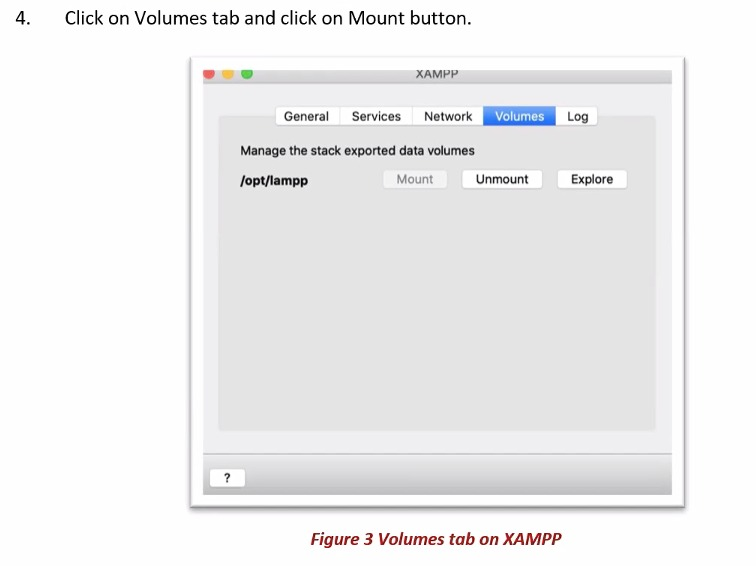 4. Click on Volumes tab and click on Mount button.
XAMPP
General Services Network Volumes Log
Manage the stack exported data volumes
/opt/lampp Mount Unmount Explore
?
Figure 3 Volumes tab on XAMPP